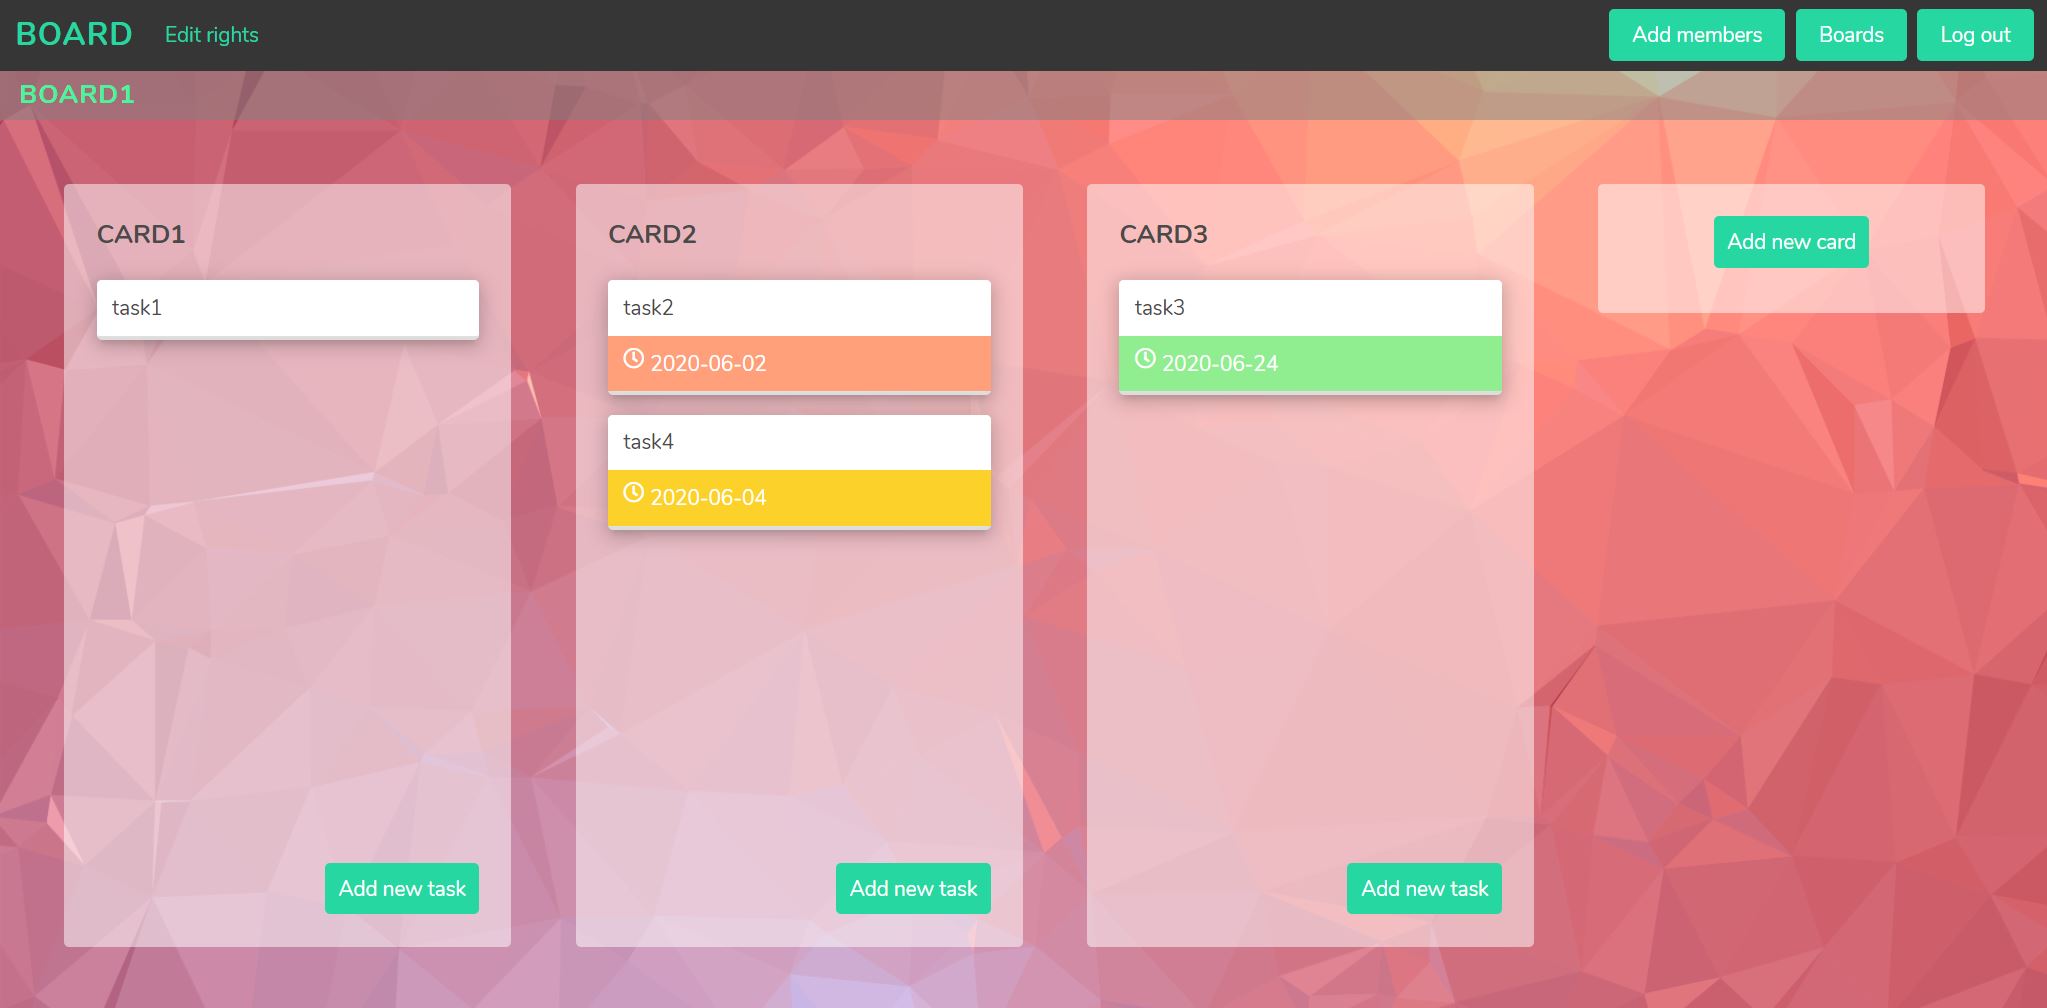 BOARD Edit rights Add members Boards Log out
BOARD1
CARD1
task1
Add new task
CARD2
task2
2020-06-02
task4
2020-06-04
Add new task
CARD3
task3
2020-06-24
Add new task
Add new card